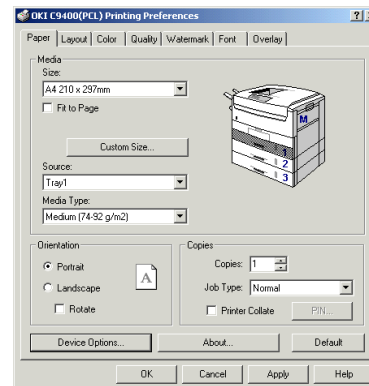 OKI C9400(PCL) Printing Preferences
Paper Layout Color Quality Watermark Font Overlay
Media
Size:
A4 210 x 297mm
Fit to Page
Custom Size...
Source:
Tray1
Media Type:
Medium (74-92 g/m2)
M
1
2
3
Orientation
Portrait
Landscape
Rotate
A
Copies
Copies: 1
Job Type: Normal
Printer Collate PIN...
Device Options... About... Default
OK Cancel Apply Help